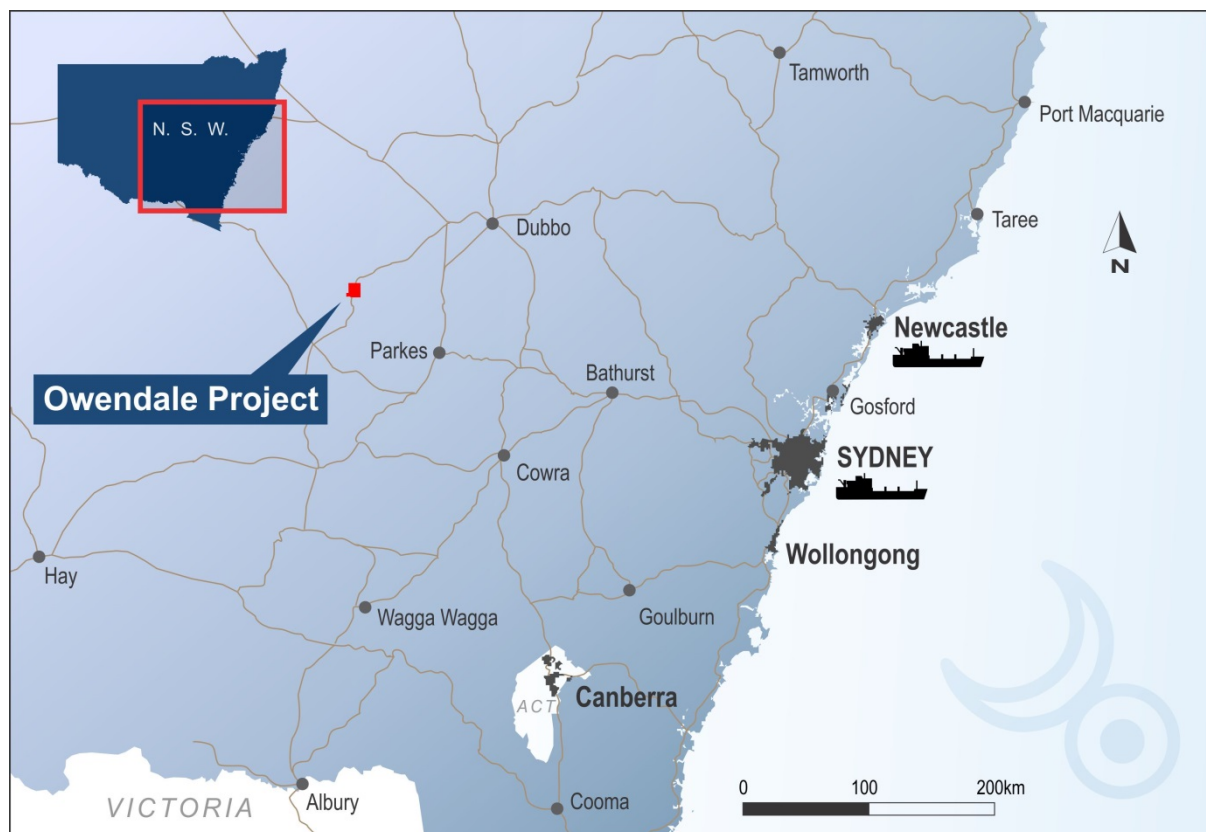 Tamworth
Port Macquarie
N. S. W.
Taree
Dubbo
N
Newcastle
Parkes
Bathurst
Owendale Project
Gosford
SYDNEY
Cowra
Wollongong
Hay
Wagga Wagga
Goulburn
Canberra
ACT
0 100 200km
VICTORIA
Albury
Cooma